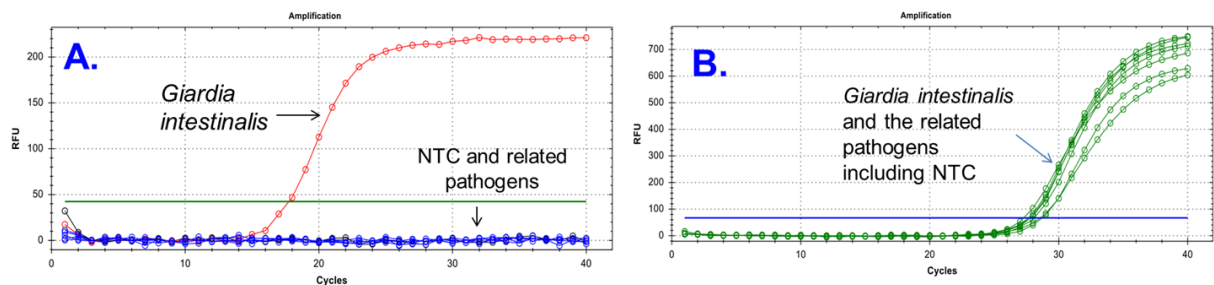 Amplification
A.
200
150
100
50
0
RFU
Giardia
intestinalis
NTC and related
pathogens
0
10
20
30
40
Cycles
Amplification
B.
700
600
500
400
300
200
100
0
RFU
Giardia intestinalis
and the related
pathogens
including NTC
0
10
20
30
40
Cycles